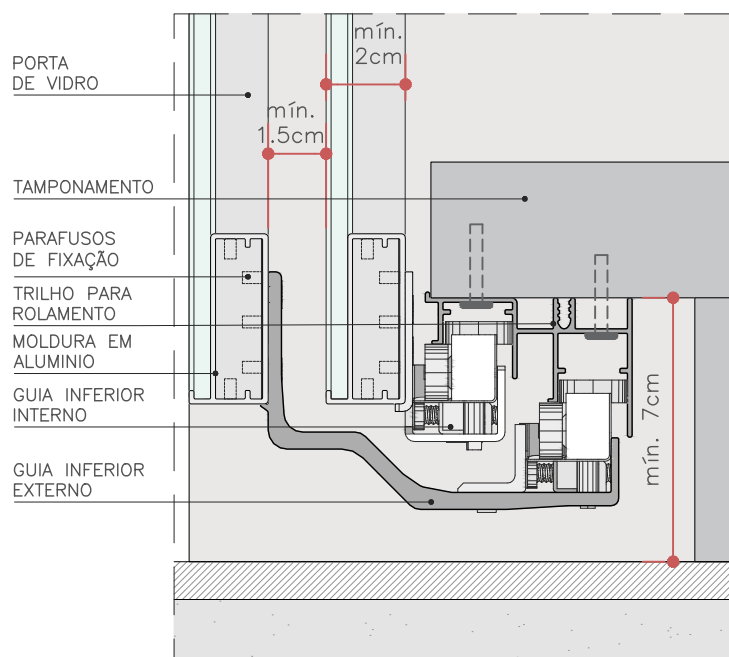 mín.
2cm
PORTA
DE VIDRO
mín.
1.5cm
TAMPONAMENTO
PARAFUSOS
DE FIXAÇÃO
TRILHO PARA
ROLAMENTO
MOLDURA EM
ALUMINIO
GUIA INFERIOR
INTERNO
mín. 7cm
GUIA INFERIOR
EXTERNO